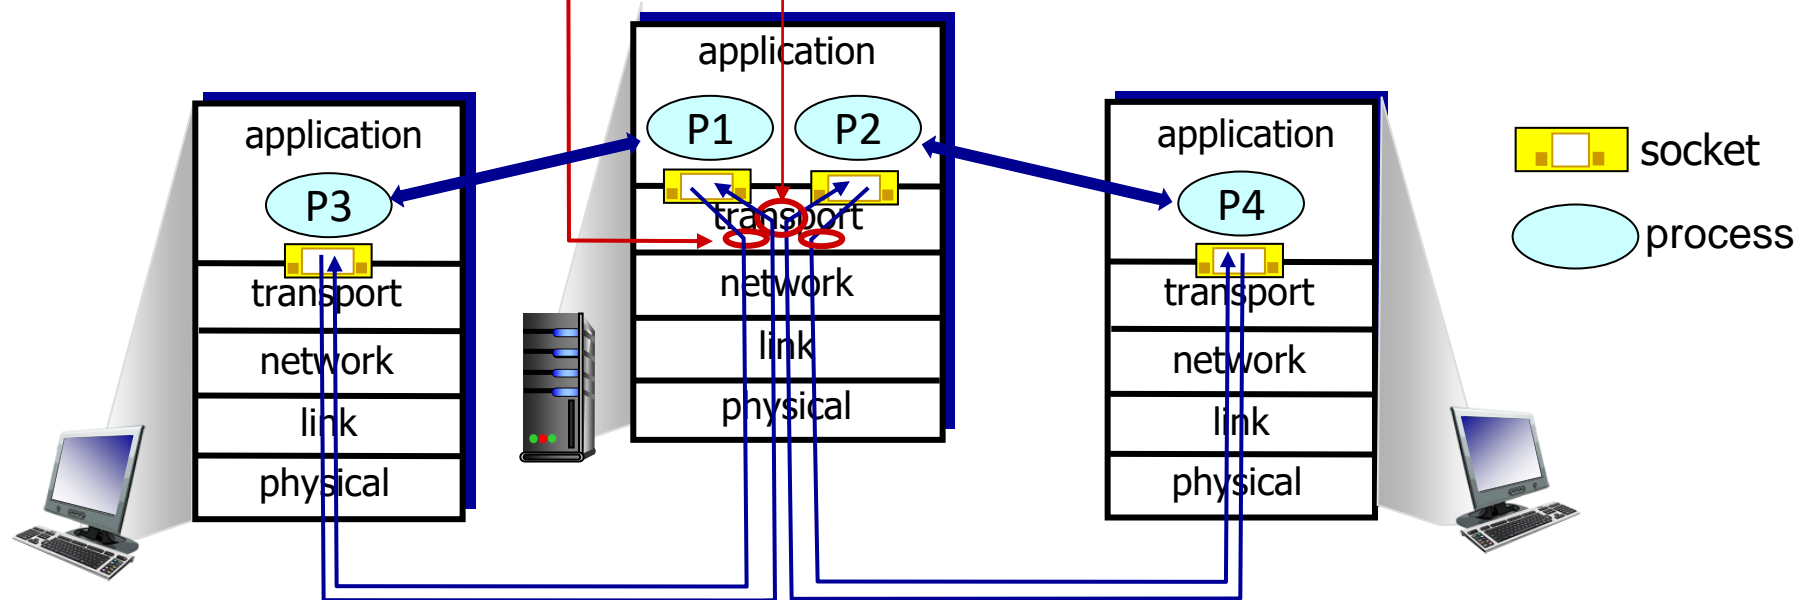 application
P3
transport
network
link
physical
application
P1
P2
transport
network
link
physical
application
P4
transport
network
link
physical
socket
process